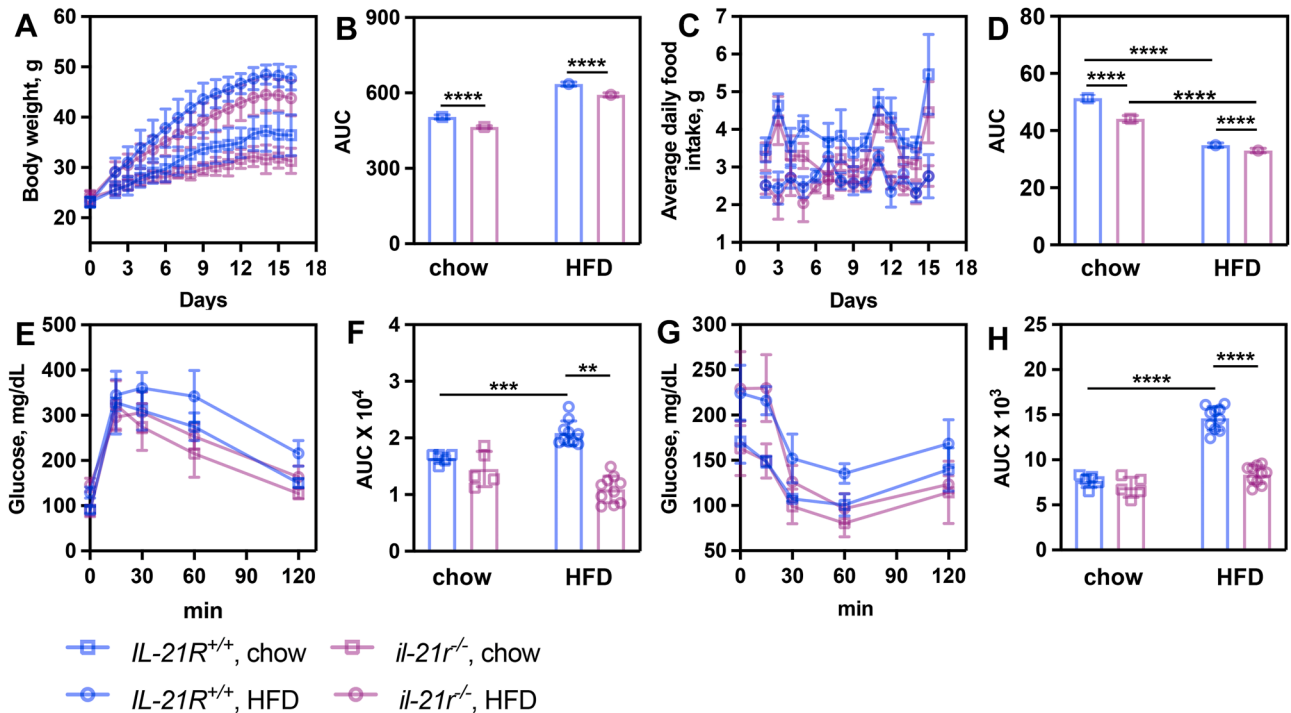 A
Body weight, g
60
50
40
30
20
0 3 6 9 12 15 18
Days
B
AUC
900
600
300
0
****
****
chow HFD
C
Average daily food
intake, g
7
6
5
4
3
2
1
0 3 6 9 12 15 18
Days
D
AUC
80
60
40
20
0
****
****
****
****
chow HFD
E
Glucose, mg/dL
500
400
300
200
100
0
0 30 60 90 120
min
F
AUC X 10⁴
4
3
2
1
0
***
**
chow HFD
G
Glucose, mg/dL
300
250
200
150
100
50
0 30 60 90 120
min
H
AUC X 10³
25
20
15
10
5
0
****
****
chow HFD
IL-21R+/+, chow
il-21r-/-, chow
IL-21R+/+, HFD
il-21r-/-, HFD